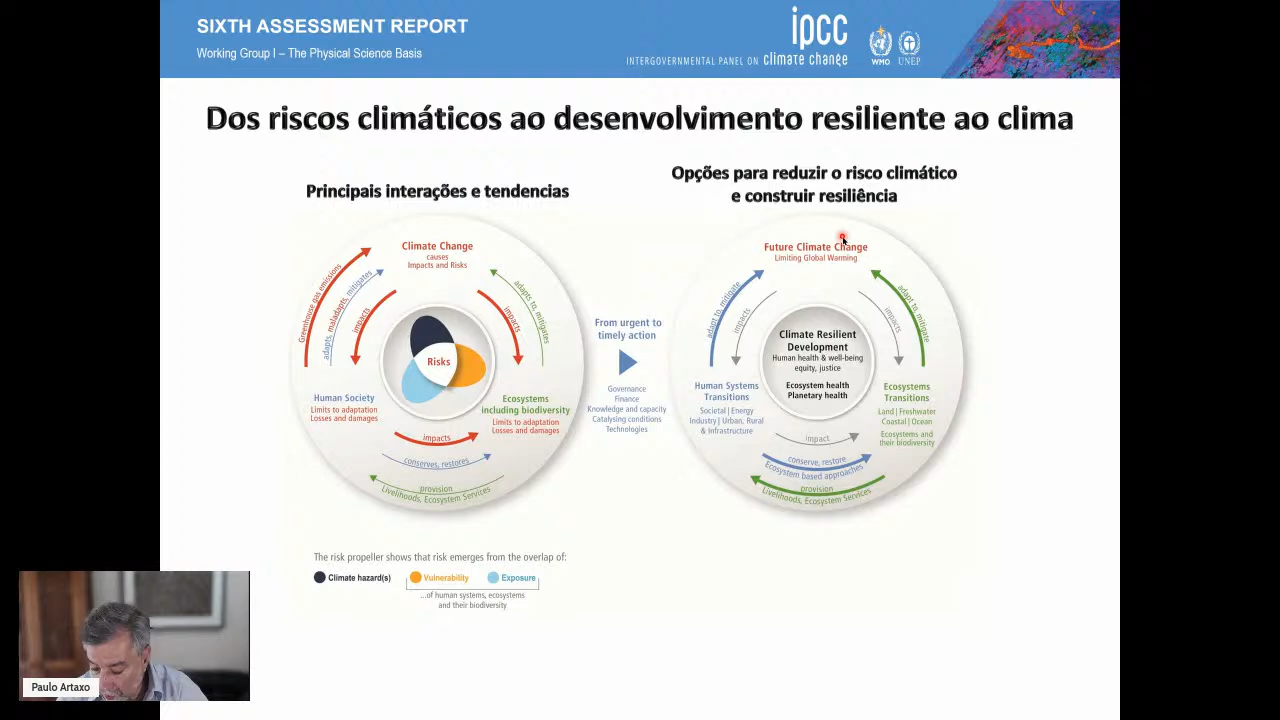 SIXTH ASSESSMENT REPORT
Working Group I – The Physical Science Basis
ipcc
INTERGOVERNMENTAL PANEL ON climate change
WMO
UNEP
Dos riscos climáticos ao desenvolvimento resiliente ao clima
Principais interações e tendencias
Opções para reduzir o risco climático
e construir resiliência
Climate Change
causes
Impacts and Risks
Greenhouse gas emissions
adapts, maladapts, mitigates
impacts
impacts
adapts to, mitigates
Risks
Human Society
Limits to adaptation
Losses and damages
Ecosystems
including biodiversity
Limits to adaptation
Losses and damages
impacts
conserves, restores
provision
Livelihoods, Ecosystem Services
From urgent to
timely action
Governance
Finance
Knowledge and capacity
Catalysing conditions
Technologies
Future Climate Change
Limiting Global Warming
adapt to, mitigate
impacts
impacts
adapt to, mitigate
Climate Resilient
Development
Human health & well-being
equity, justice
Ecosystem health
Planetary health
Human Systems
Transitions
Societal | Energy
Industry | Urban, Rural
& Infrastructure
Ecosystems
Transitions
Land | Freshwater
Coastal | Ocean
Ecosystems and
their biodiversity
impact
conserve, restore
Ecosystem based approaches
provision
Livelihoods, Ecosystem Services
The risk propeller shows that risk emerges from the overlap of:
Climate hazard(s)
Vulnerability
Exposure
...of human systems, ecosystems
and their biodiversity
Paulo Artaxo